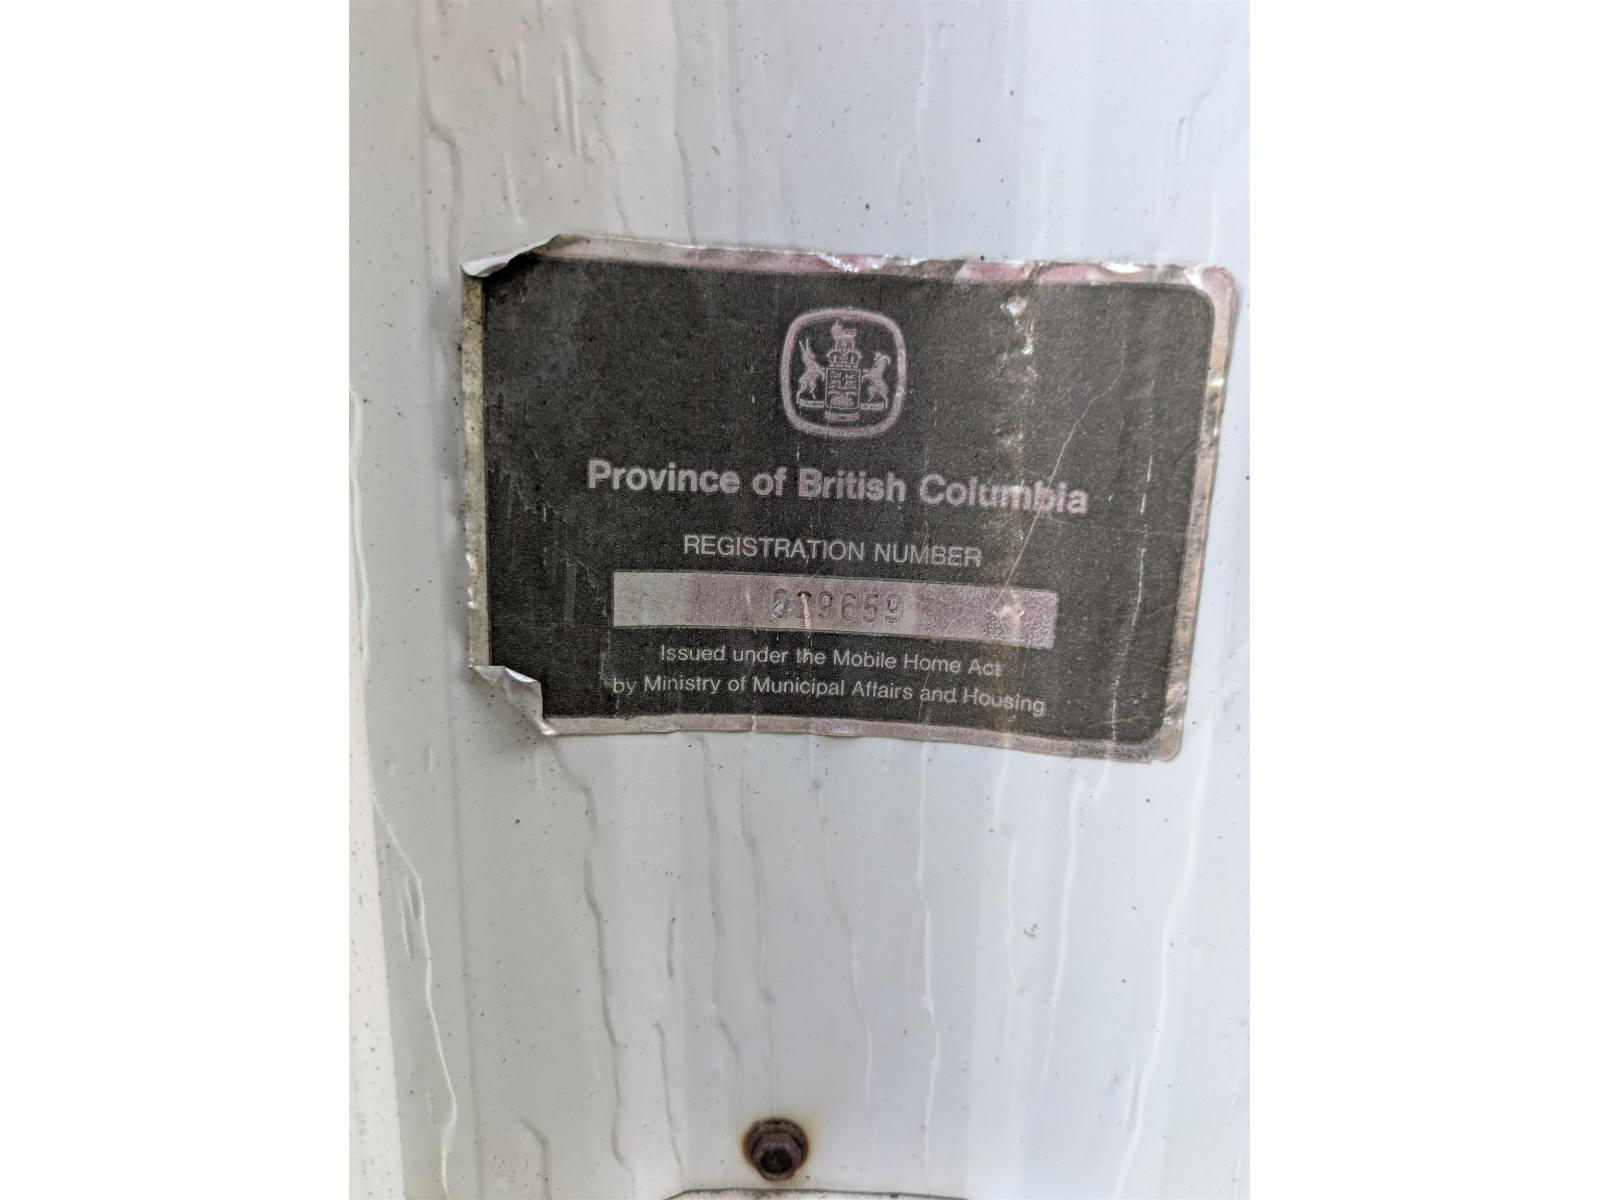 Province of British Columbia
REGISTRATION NUMBER
029659
Issued under the Mobile Home Act
by Ministry of Municipal Affairs and Housing